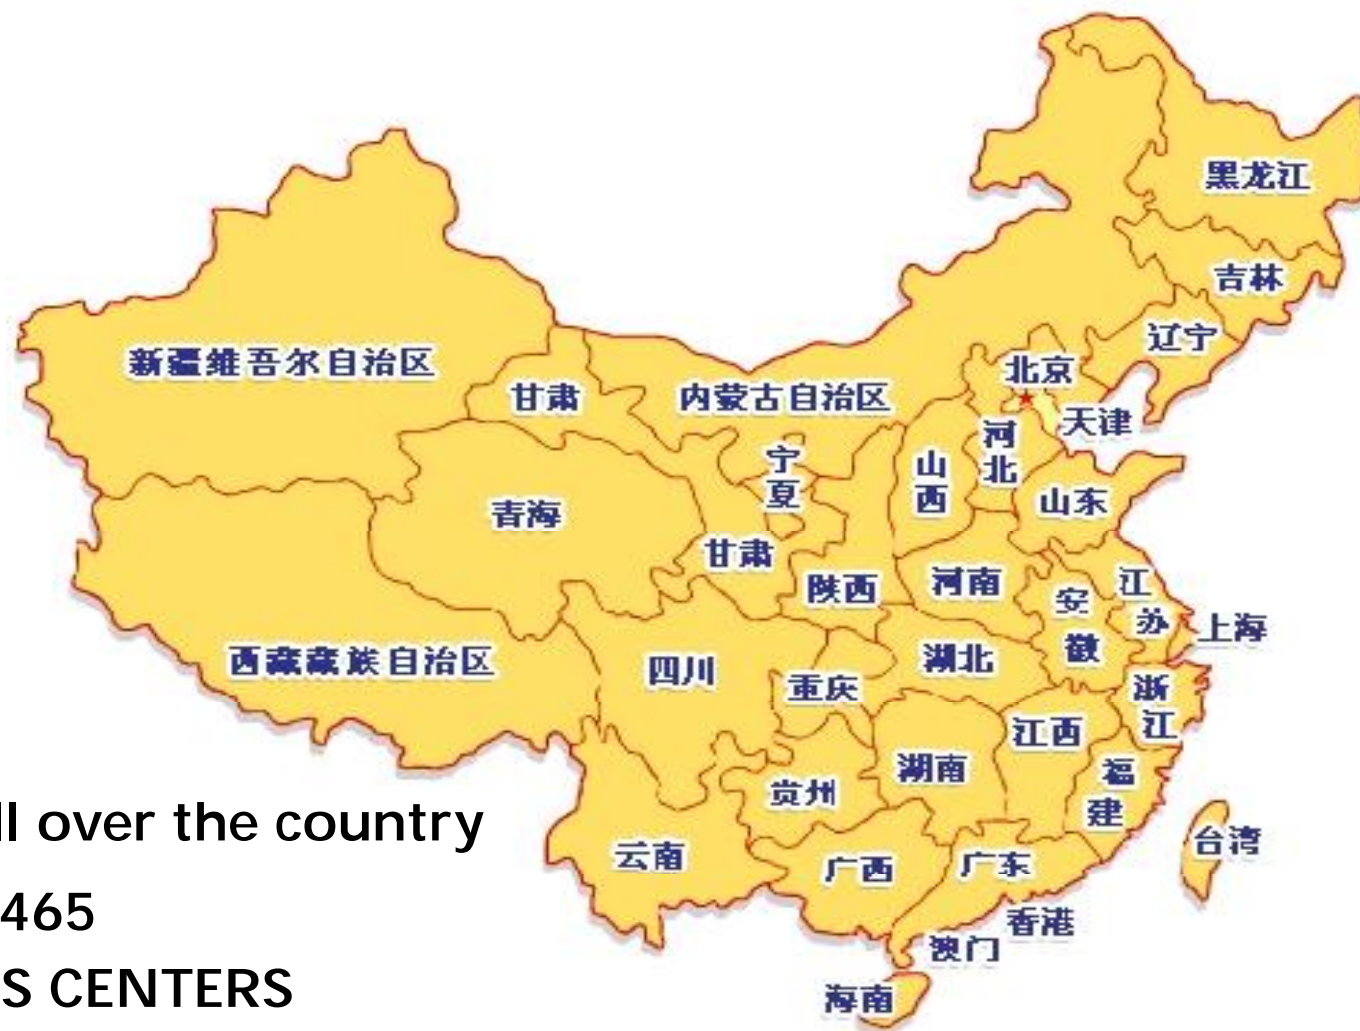 黑龙江
吉林
辽宁
新疆维吾尔自治区
北京
甘肃
内蒙古自治区
天津
河
北
宁
夏
山
西
山东
青海
甘肃
陕西
河南
江
苏
安
徽
上海
西藏藏族自治区
四川
重庆
湖北
浙
江
江西
湖南
福
建
贵州
ll over the country
台湾
云南
广西
广东
465
香港
澳门
S CENTERS
海南